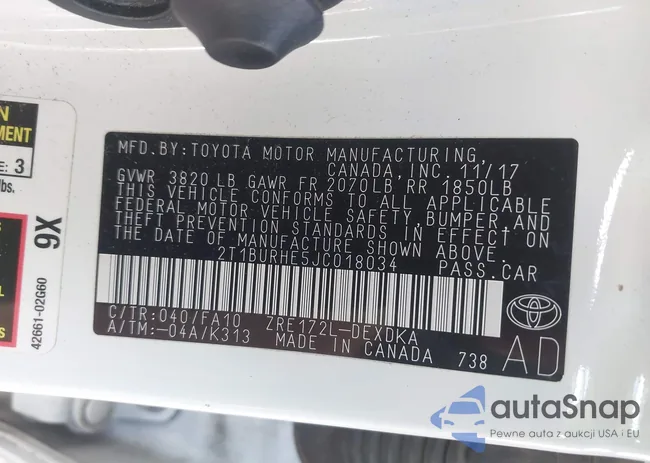 MFD. BY: TOYOTA MOTOR MANUFACTURING,
CANADA, INC. 11/17
GVWR 3820 LB GAWR FR 2070LB RR 1850LB
THIS VEHICLE CONFORMS TO ALL APPLICABLE
FEDERAL MOTOR VEHICLE SAFETY, BUMPER AND
THEFT PREVENTION STANDARDS IN EFFECT ON
THE DATE OF MANUFACTURE SHOWN ABOVE.
2T1BURHE5JC018034 PASS.CAR
C/TR:040/FA10 ZRE172L-DEXDKA
A/TM:-04A/K313 MADE IN CANADA 738
AD
MENT
E: 3
lbs.
9X
42661-02G60
autaSnap
Pewne auta z aukcji USA i EU